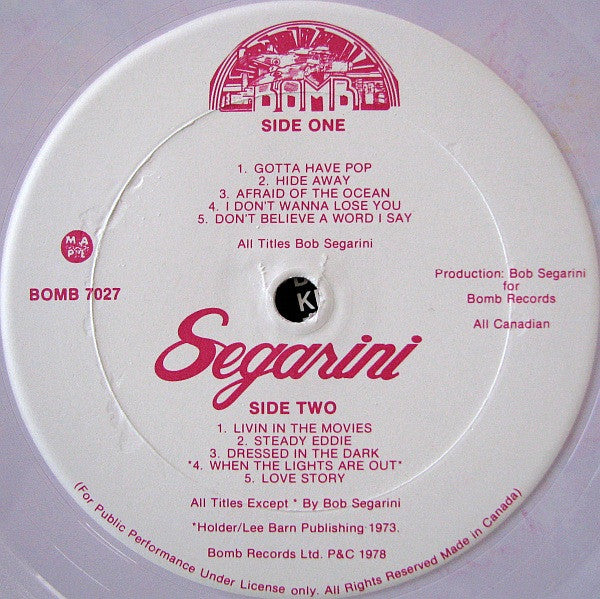 BOMB
SIDE ONE
1. GOTTA HAVE POP
2. HIDE AWAY
3. AFRAID OF THE OCEAN
4. I DON'T WANNA LOSE YOU
5. DON'T BELIEVE A WORD I SAY
All Titles Bob Segarini
M A
P L
BOMB 7027
Production: Bob Segarini
for
Bomb Records
All Canadian
Segarini
SIDE TWO
1. LIVIN IN THE MOVIES
2. STEADY EDDIE
3. DRESSED IN THE DARK
*4. WHEN THE LIGHTS ARE OUT*
5. LOVE STORY
All Titles Except * By Bob Segarini
*Holder/Lee Barn Publishing 1973.
Bomb Records Ltd. P&C 1978
(For Public Performance Under License only. All Rights Reserved Made in Canada)